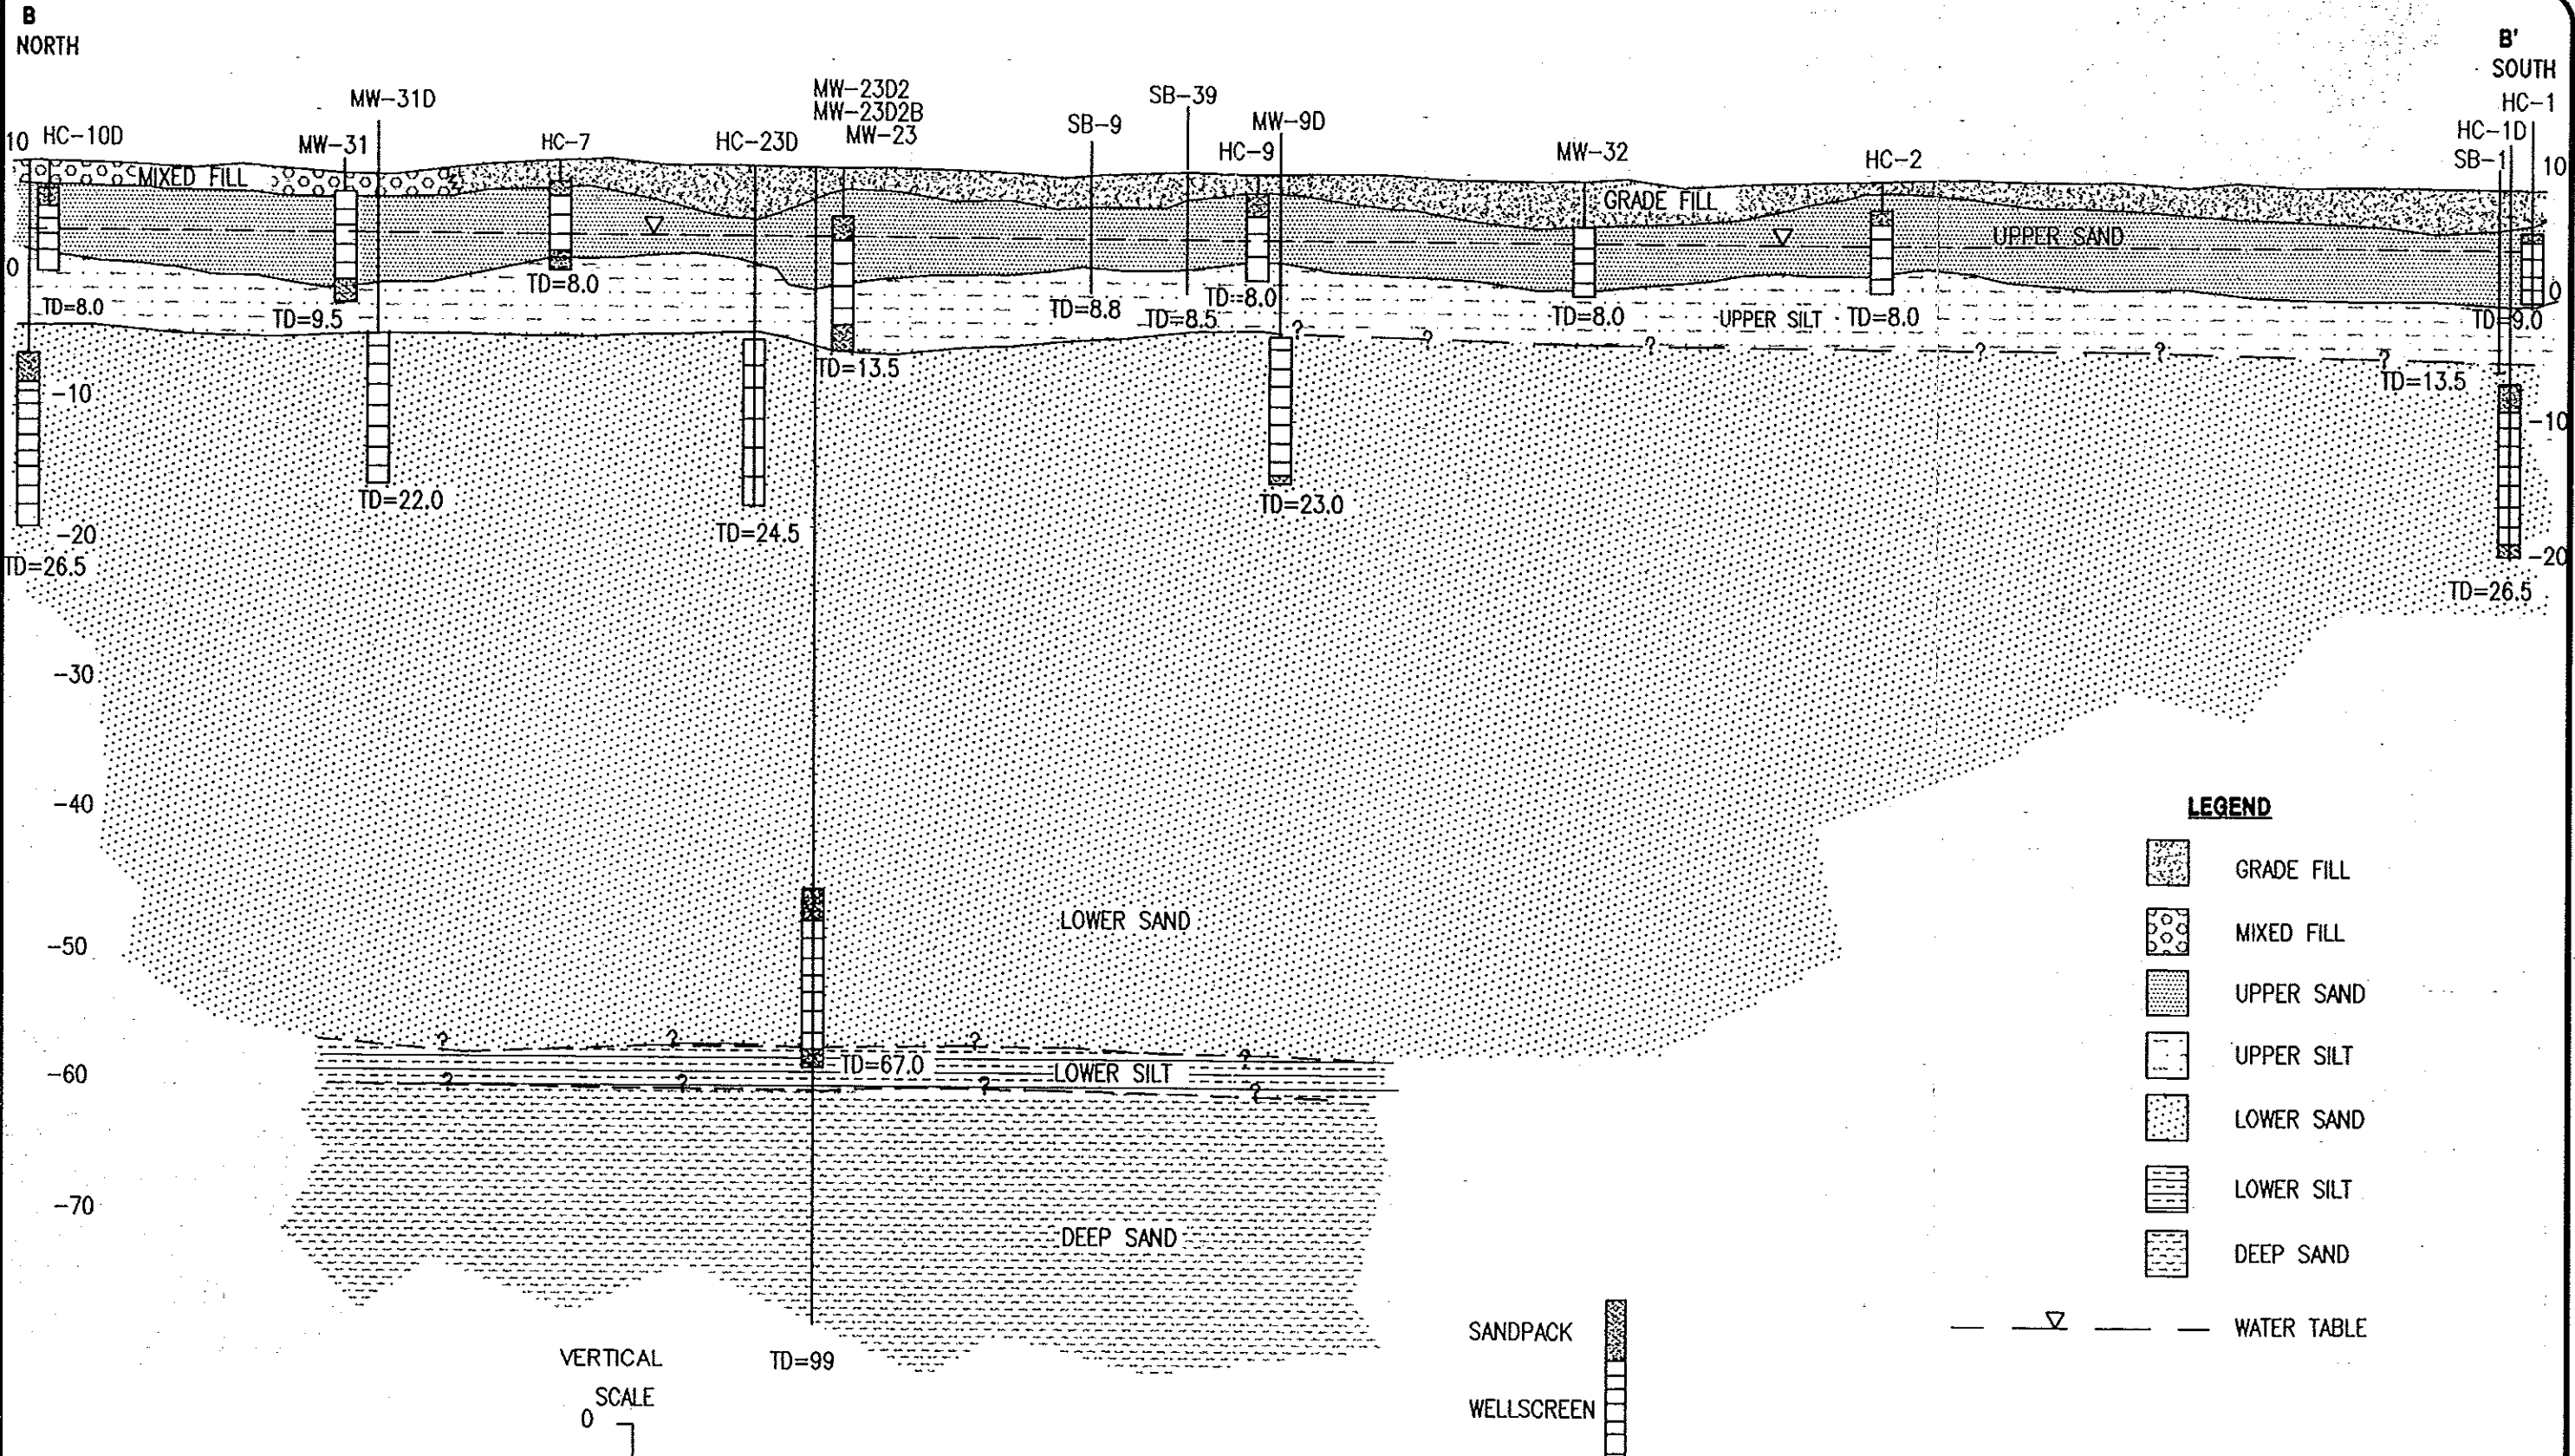 B
NORTH
B'
SOUTH
MW-31D
MW-23D2
MW-23D2B
MW-23
SB-39
SB-9
MW-9D
HC-1
HC-1D
SB-1
10
HC-10D
MW-31
HC-7
HC-23D
HC-9
MW-32
HC-2
10
MIXED FILL
GRADE FILL
UPPER SAND
0
0
TD=8.0
TD=9.5
TD=8.0
TD=13.5
TD=8.8
TD=8.5
TD=8.0
TD=8.0
UPPER SILT
TD=8.0
TD=9.0
? ? ? ? ? ?
TD=13.5
-10
-10
TD=22.0
TD=24.5
TD=23.0
-20
-20
TD=26.5
TD=26.5
-30
-40
-50
LOWER SAND
? ? ? ?
-60
TD=67.0
LOWER SILT
? ? ? ?
-70
DEEP SAND
TD=99
VERTICAL
SCALE
0
SANDPACK
WELLSCREEN
LEGEND
GRADE FILL
MIXED FILL
UPPER SAND
UPPER SILT
LOWER SAND
LOWER SILT
DEEP SAND
WATER TABLE